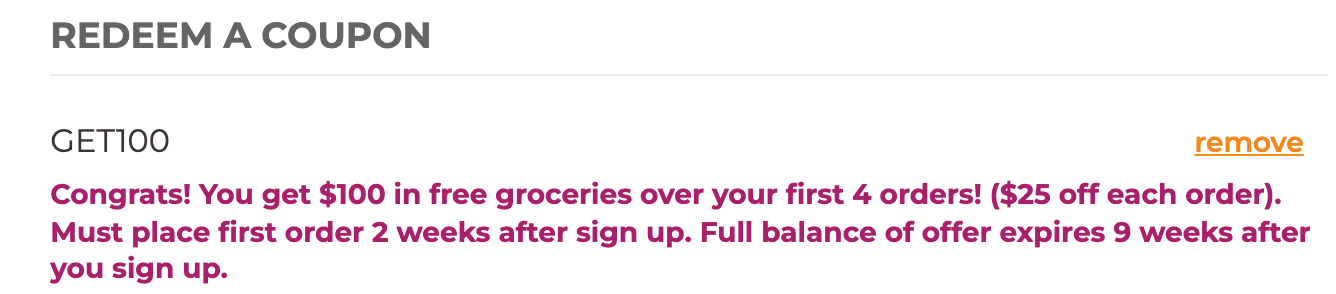 REDEEM A COUPON
GET100
remove
Congrats! You get $100 in free groceries over your first 4 orders! ($25 off each order).
Must place first order 2 weeks after sign up. Full balance of offer expires 9 weeks after
you sign up.